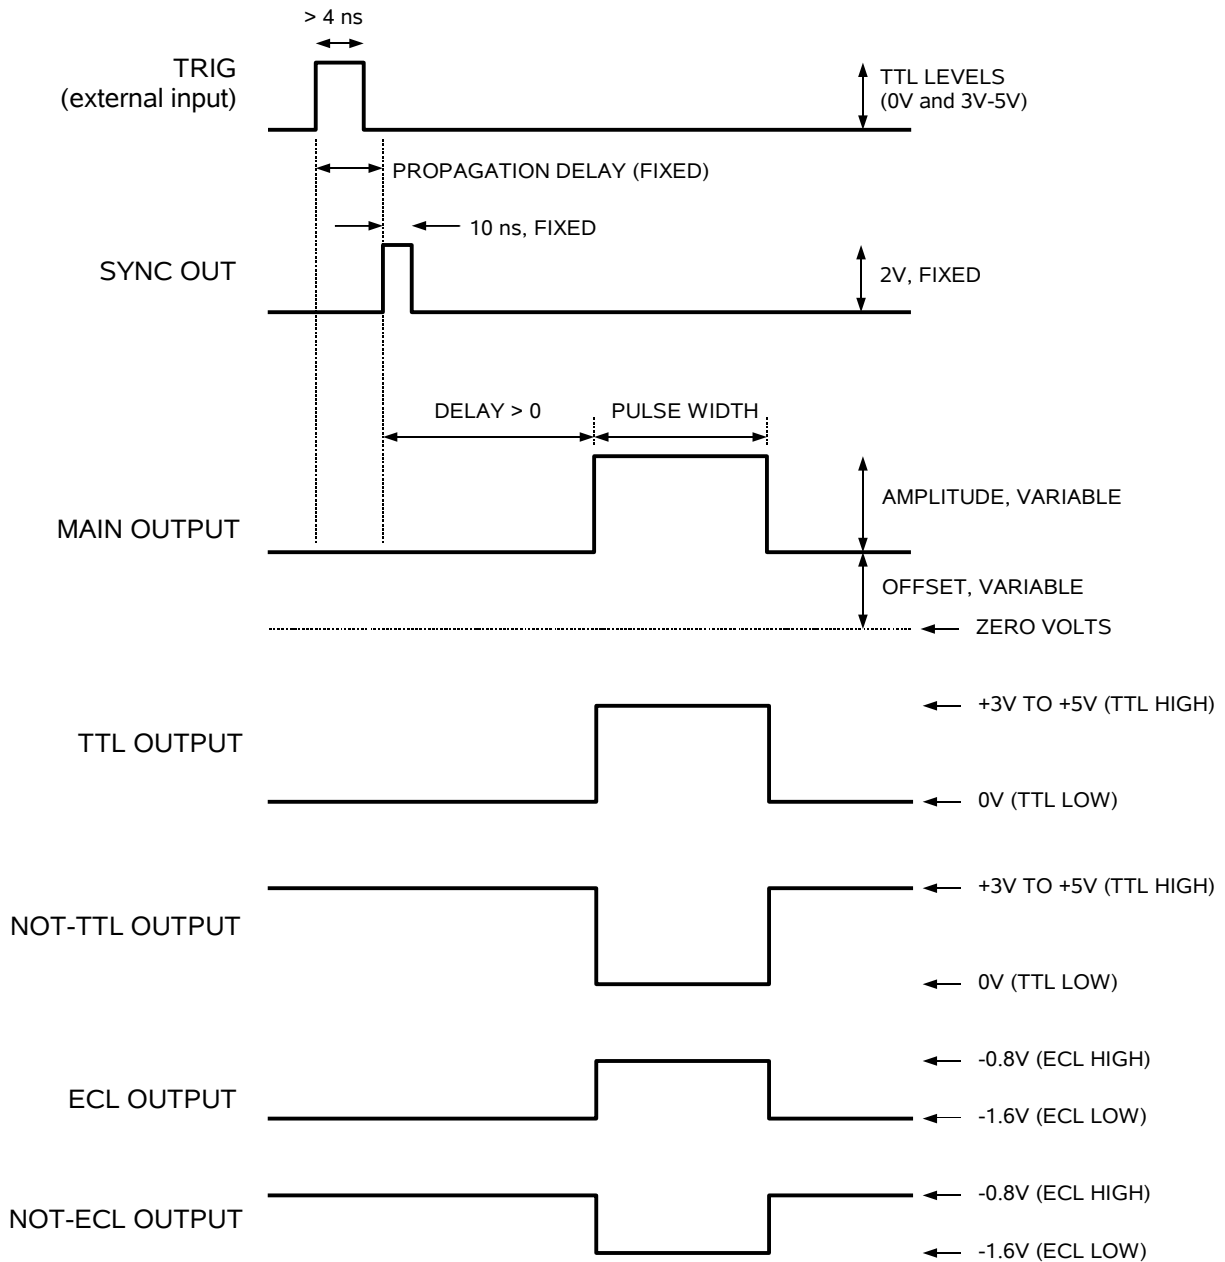 > 4 ns
TRIG
(external input)
TTL LEVELS
(0V and 3V-5V)
PROPAGATION DELAY (FIXED)
10 ns, FIXED
SYNC OUT
2V, FIXED
DELAY > 0
PULSE WIDTH
AMPLITUDE, VARIABLE
MAIN OUTPUT
OFFSET, VARIABLE
ZERO VOLTS
+3V TO +5V (TTL HIGH)
TTL OUTPUT
0V (TTL LOW)
+3V TO +5V (TTL HIGH)
NOT-TTL OUTPUT
0V (TTL LOW)
-0.8V (ECL HIGH)
ECL OUTPUT
-1.6V (ECL LOW)
-0.8V (ECL HIGH)
NOT-ECL OUTPUT
-1.6V (ECL LOW)